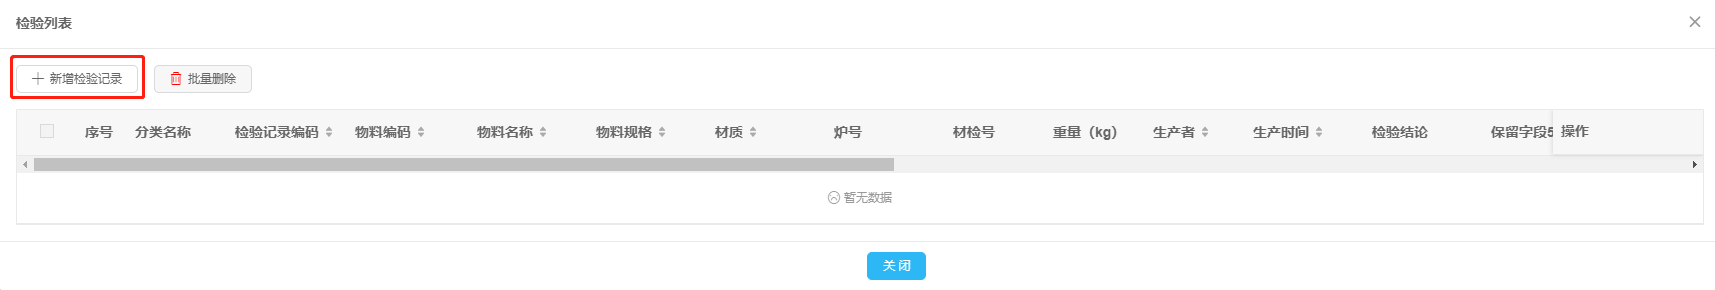 检验列表
新增检验记录 批量删除
序号 分类名称 检验记录编码 物料编码 物料名称 物料规格 材质 炉号 材检号 重量（kg） 生产者 生产时间 检验结论 保留字段 操作
暂无数据
关闭